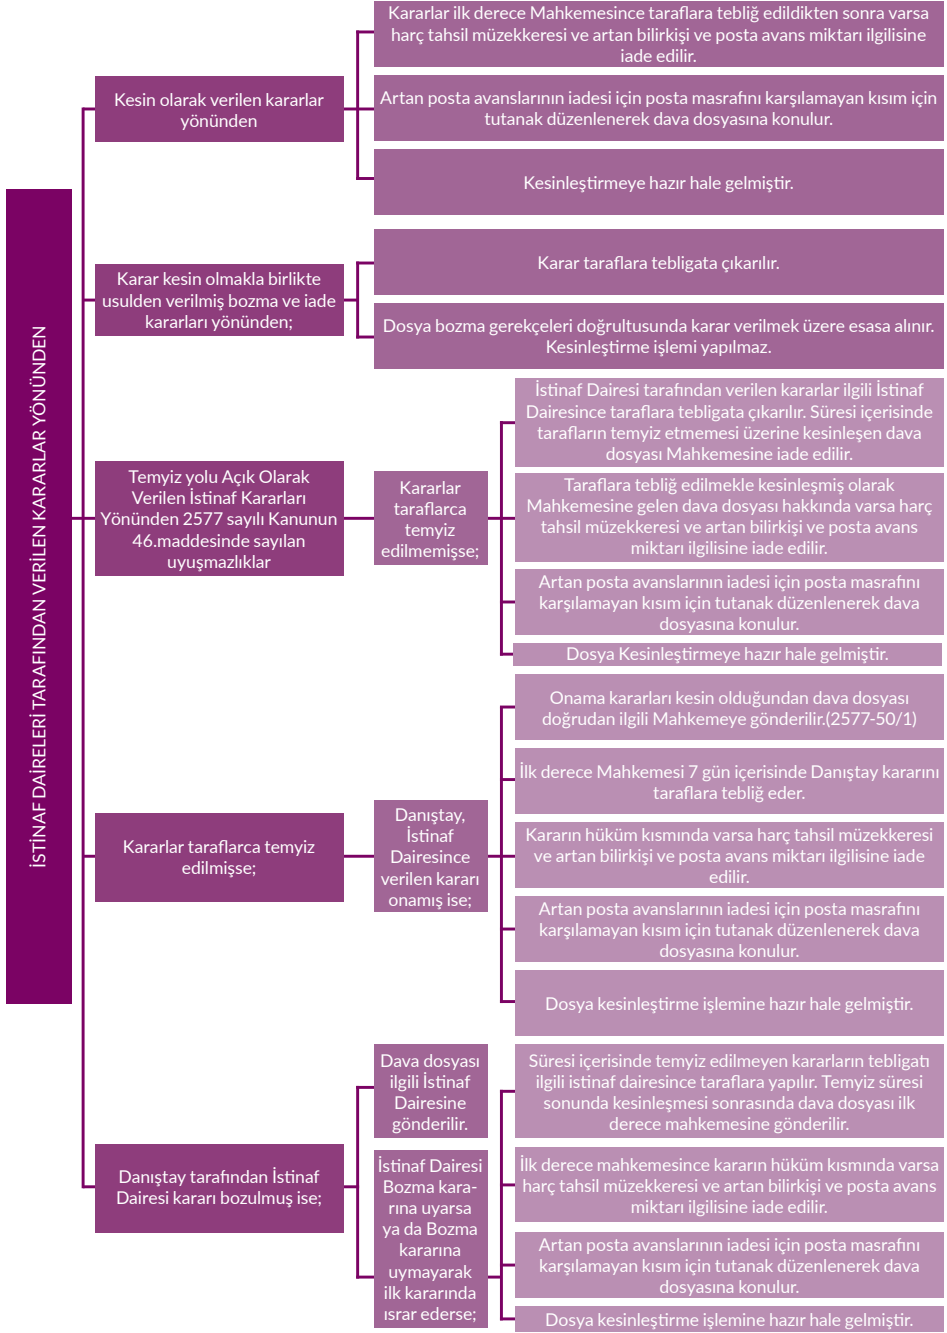 İSTİNAF DAİRELERİ TARAFINDAN VERİLEN KARARLAR YÖNÜNDEN
Kesin olarak verilen kararlar
yönünden
Kararlar ilk derece Mahkemesince taraflara tebliğ edildikten sonra varsa
harç tahsil müzekkeresi ve artan bilirkişi ve posta avans miktarı ilgilisine
iade edilir.
Artan posta avanslarının iadesi için posta masrafını karşılamayan kısım için
tutanak düzenlenerek dava dosyasına konulur.
Kesinleştirmeye hazır hale gelmiştir.
Karar kesin olmakla birlikte
usulden verilmiş bozma ve iade
kararları yönünden;
Karar taraflara tebligata çıkarılır.
Dosya bozma gerekçeleri doğrultusunda karar verilmek üzere esasa alınır.
Kesinleştirme işlemi yapılmaz.
Temyiz yolu Açık Olarak
Verilen İstinaf Kararları
Yönünden 2577 sayılı Kanunun
46.maddesinde sayılan
uyuşmazlıklar
Kararlar
taraflarca
temyiz
edilmemişse;
İstinaf Dairesi tarafından verilen kararlar ilgili İstinaf
Dairesince taraflara tebligata çıkarılır. Süresi içerisinde
tarafların temyiz etmemesi üzerine kesinleşen dava
dosyası Mahkemesine iade edilir.
Taraflara tebliğ edilmekle kesinleşmiş olarak
Mahkemesine gelen dava dosyası hakkında varsa harç
tahsil müzekkeresi ve artan bilirkişi ve posta avans
miktarı ilgilisine iade edilir.
Artan posta avanslarının iadesi için posta masrafını
karşılamayan kısım için tutanak düzenlenerek dava
dosyasına konulur.
Dosya Kesinleştirmeye hazır hale gelmiştir.
Kararlar taraflarca temyiz
edilmişse;
Danıştay,
İstinaf
Dairesince
verilen kararı
onamış ise;
Onama kararları kesin olduğundan dava dosyası
doğrudan ilgili Mahkemeye gönderilir.(2577-50/1)
İlk derece Mahkemesi 7 gün içerisinde Danıştay kararını
taraflara tebliğ eder.
Kararın hüküm kısmında varsa harç tahsil müzekkeresi
ve artan bilirkişi ve posta avans miktarı ilgilisine iade
edilir.
Artan posta avanslarının iadesi için posta masrafını
karşılamayan kısım için tutanak düzenlenerek dava
dosyasına konulur.
Dosya kesinleştirme işlemine hazır hale gelmiştir.
Danıştay tarafından İstinaf
Dairesi kararı bozulmuş ise;
Dava dosyası
ilgili İstinaf
Dairesine
gönderilir.
İstinaf Dairesi
Bozma kara-
rına uyarsa
ya da Bozma
kararına
uymayarak
ilk kararında
ısrar ederse;
Süresi içerisinde temyiz edilmeyen kararların tebligatı
ilgili istinaf dairesince taraflara yapılır. Temyiz süresi
sonunda kesinleşmesi sonrasında dava dosyası ilk
derece mahkemesine gönderilir.
İlk derece mahkemesince kararın hüküm kısmında varsa
harç tahsil müzekkeresi ve artan bilirkişi ve posta avans
miktarı ilgilisine iade edilir.
Artan posta avanslarının iadesi için posta masrafını
karşılamayan kısım için tutanak düzenlenerek dava
dosyasına konulur.
Dosya kesinleştirme işlemine hazır hale gelmiştir.